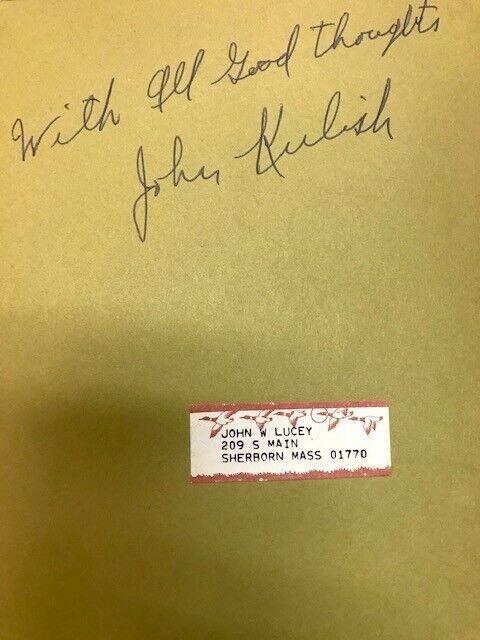 With All Good Thoughts
John Kulish
JOHN W LUCEY
209 S MAIN
SHERBORN MASS 01770